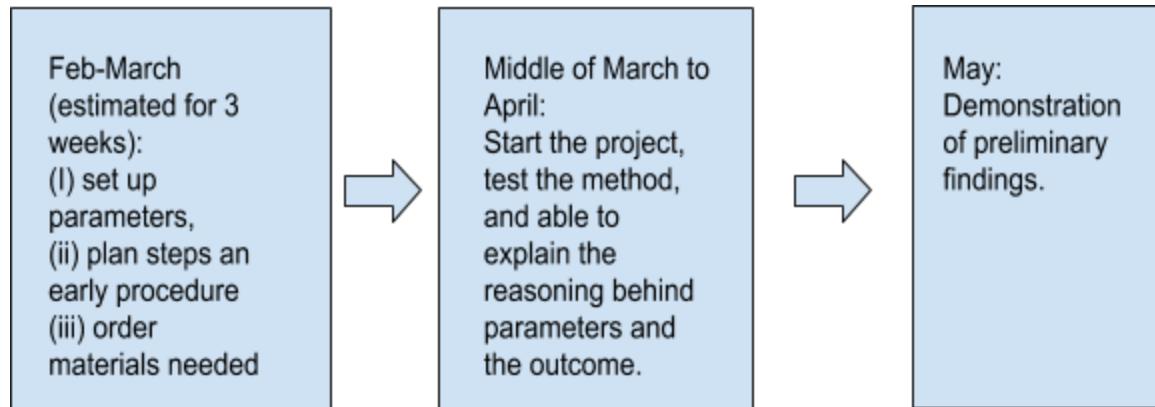 Feb-March
(estimated for 3
weeks):
(I) set up
parameters,
(ii) plan steps an
early procedure
(iii) order
materials needed
Middle of March to
April:
Start the project,
test the method,
and able to
explain the
reasoning behind
parameters and
the outcome.
May:
Demonstration
of preliminary
findings.